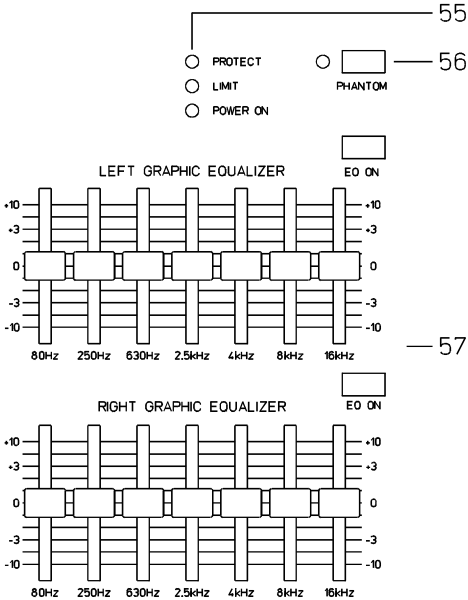 55
PROTECT
56
LIMIT
PHANTOM
POWER ON
LEFT GRAPHIC EQUALIZER
EQ ON
+10 +10
+3 +3
0 0
-3 -3
-10 -10
80Hz 250Hz 630Hz 2.5kHz 4kHz 8kHz 16kHz
57
RIGHT GRAPHIC EQUALIZER
EQ ON
+10 +10
+3 +3
0 0
-3 -3
-10 -10
80Hz 250Hz 630Hz 2.5kHz 4kHz 8kHz 16kHz